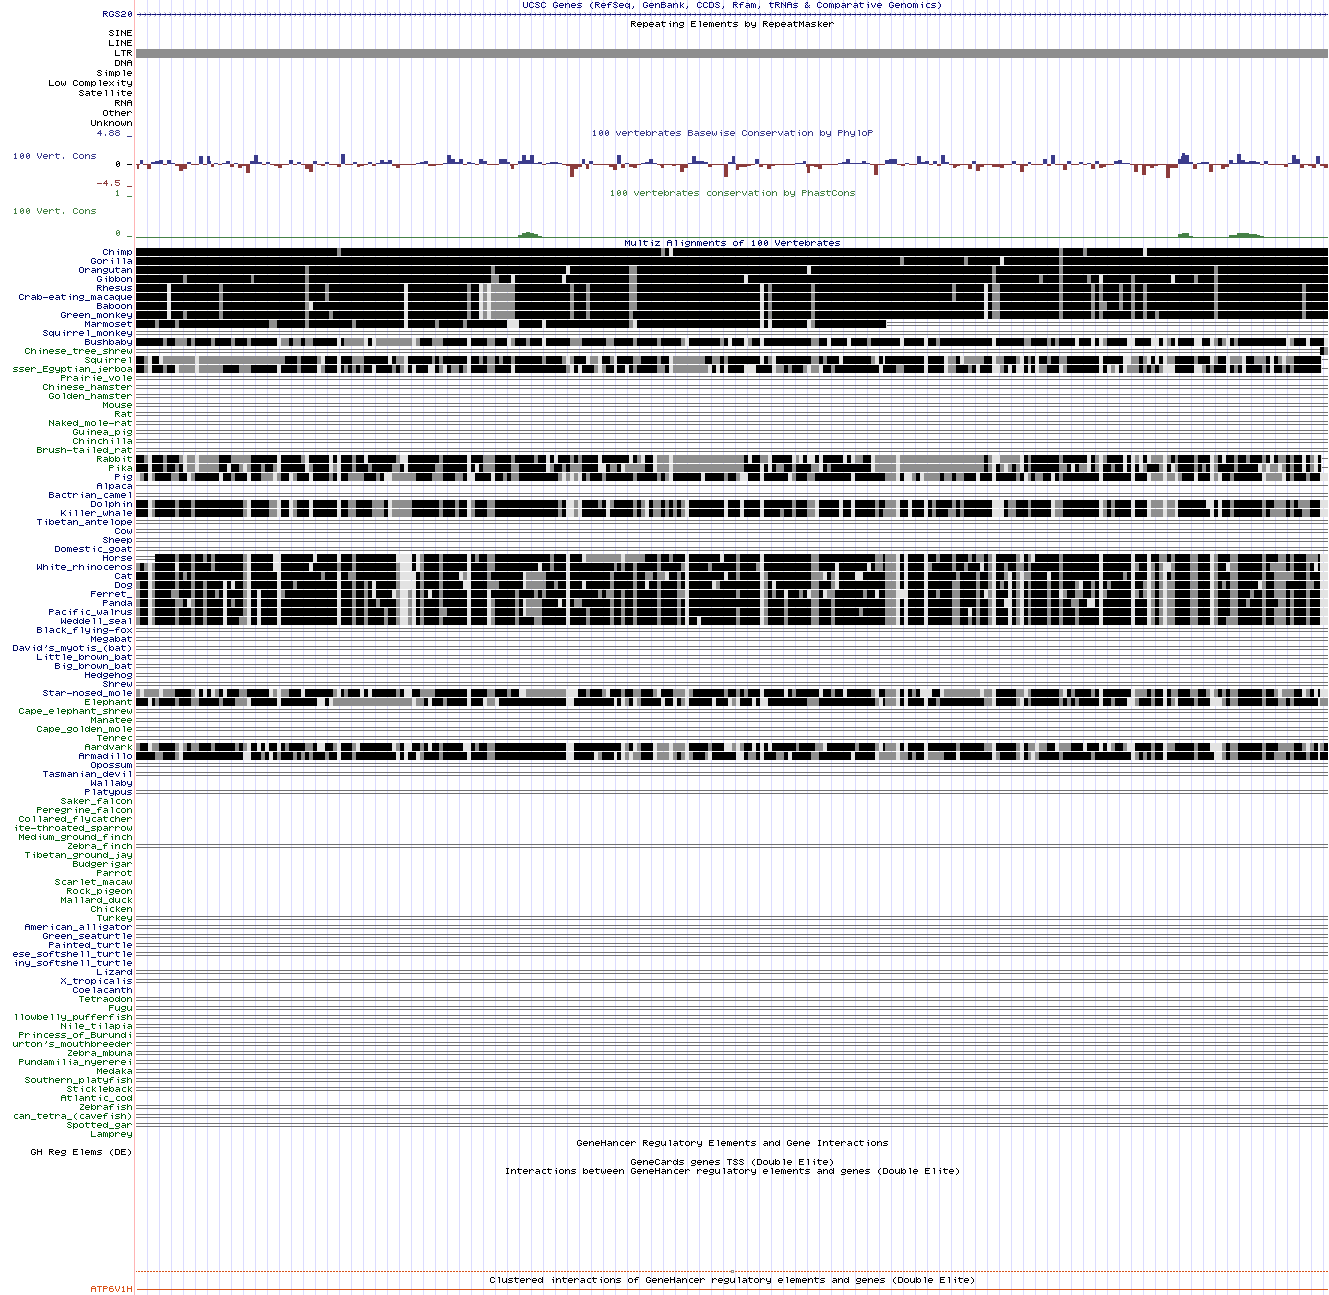 UCSC Genes (RefSeq, GenBank, CCDS, Rfam, tRNAs & Comparative Genomics)
RGS20
Repeating Elements by RepeatMasker
SINE
LINE
LTR
DNA
Simple
Low Complexity
Satellite
RNA
Other
Unknown
4.88 _
100 vertebrates Basewise Conservation by PhyloP
100 Vert. Cons
0 -
-4.5 _
1 _
100 vertebrates conservation by PhastCons
100 Vert. Cons
0 _
Multiz Alignments of 100 Vertebrates
Chimp
Gorilla
Orangutan
Gibbon
Rhesus
Crab-eating_macaque
Baboon
Green_monkey
Marmoset
Squirrel_monkey
Bushbaby
Chinese_tree_shrew
Squirrel
sser_Egyptian_jerboa
Prairie_vole
Chinese_hamster
Golden_hamster
Mouse
Rat
Naked_mole-rat
Guinea_pig
Chinchilla
Brush-tailed_rat
Rabbit
Pika
Pig
Alpaca
Bactrian_camel
Dolphin
Killer_whale
Tibetan_antelope
Cow
Sheep
Domestic_goat
Horse
White_rhinoceros
Cat
Dog
Ferret_
Panda
Pacific_walrus
Weddell_seal
Black_flying-fox
Megabat
David's_myotis_(bat)
Little_brown_bat
Big_brown_bat
Hedgehog
Shrew
Star-nosed_mole
Elephant
Cape_elephant_shrew
Manatee
Cape_golden_mole
Tenrec
Aardvark
Armadillo
Opossum
Tasmanian_devil
Wallaby
Platypus
Saker_falcon
Peregrine_falcon
Collared_flycatcher
ite-throated_sparrow
Medium_ground_finch
Zebra_finch
Tibetan_ground_jay
Budgerigar
Parrot
Scarlet_macaw
Rock_pigeon
Mallard_duck
Chicken
Turkey
American_alligator
Green_seaturtle
Painted_turtle
ese_softshell_turtle
iny_softshell_turtle
Lizard
X_tropicalis
Coelacanth
Tetraodon
Fugu
llowbelly_pufferfish
Nile_tilapia
Princess_of_Burundi
urton's_mouthbreeder
Zebra_mbuna
Pundamilia_nyererei
Medaka
Southern_platyfish
Stickleback
Atlantic_cod
Zebrafish
can_tetra_(cavefish)
Spotted_gar
Lamprey
GeneHancer Regulatory Elements and Gene Interactions
GH Reg Elems (DE)
GeneCards genes TSS (Double Elite)
Interactions between GeneHancer regulatory elements and genes (Double Elite)
Clustered interactions of GeneHancer regulatory elements and genes (Double Elite)
ATP6V1H